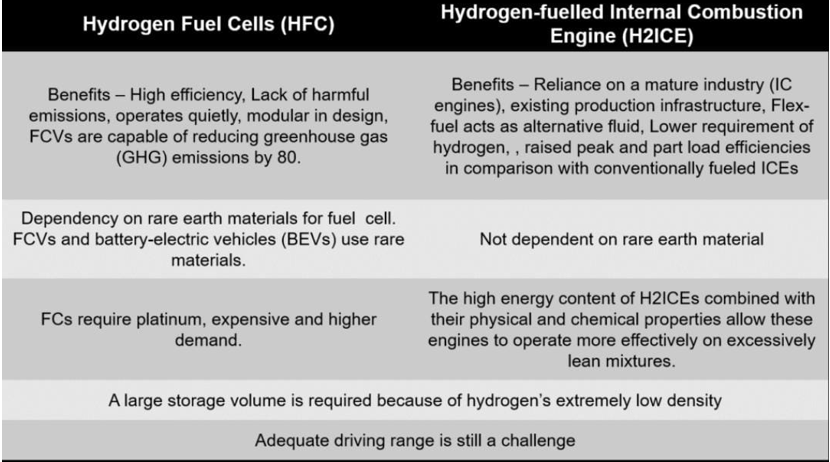 Hydrogen Fuel Cells (HFC)
Hydrogen-fuelled Internal Combustion
Engine (H2ICE)
Benefits – High efficiency, Lack of harmful
emissions, operates quietly, modular in design,
FCVs are capable of reducing greenhouse gas
(GHG) emissions by 80.
Benefits – Reliance on a mature industry (IC
engines), existing production infrastructure, Flex-
fuel acts as alternative fluid, Lower requirement of
hydrogen, , raised peak and part load efficiencies
in comparison with conventionally fueled ICEs
Dependency on rare earth materials for fuel cell.
FCVs and battery-electric vehicles (BEVs) use rare
materials.
Not dependent on rare earth material
FCs require platinum, expensive and higher
demand.
The high energy content of H2ICEs combined with
their physical and chemical properties allow these
engines to operate more effectively on excessively
lean mixtures.
A large storage volume is required because of hydrogen’s extremely low density
Adequate driving range is still a challenge